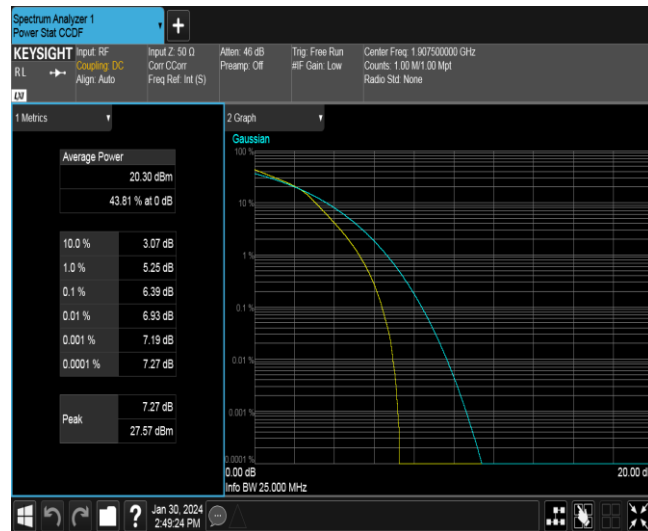 Spectrum Analyzer 1
Power Stat CCDF
+
KEYSIGHT
RL
LXI
Input: RF
Coupling: DC
Align: Auto
Input Z: 50 Ω
Corr CCorr
Freq Ref: Int (S)
Atten: 46 dB
Preamp: Off
Trig: Free Run
#IF Gain: Low
Center Freq: 1.907500000 GHz
Counts: 1.00 M/1.00 Mpt
Radio Std: None
1 Metrics
Average Power
20.30 dBm
43.81 % at 0 dB
10.0 % 3.07 dB
1.0 % 5.25 dB
0.1 % 6.39 dB
0.01 % 6.93 dB
0.001 % 7.19 dB
0.0001 % 7.27 dB
Peak
7.27 dB
27.57 dBm
2 Graph
Gaussian
100 %
10 %
1 %
0.1 %
0.01 %
0.001 %
0.0001 %
0.00 dB
20.00 d
Info BW 25.000 MHz
?
Jan 30, 2024
2:49:24 PM